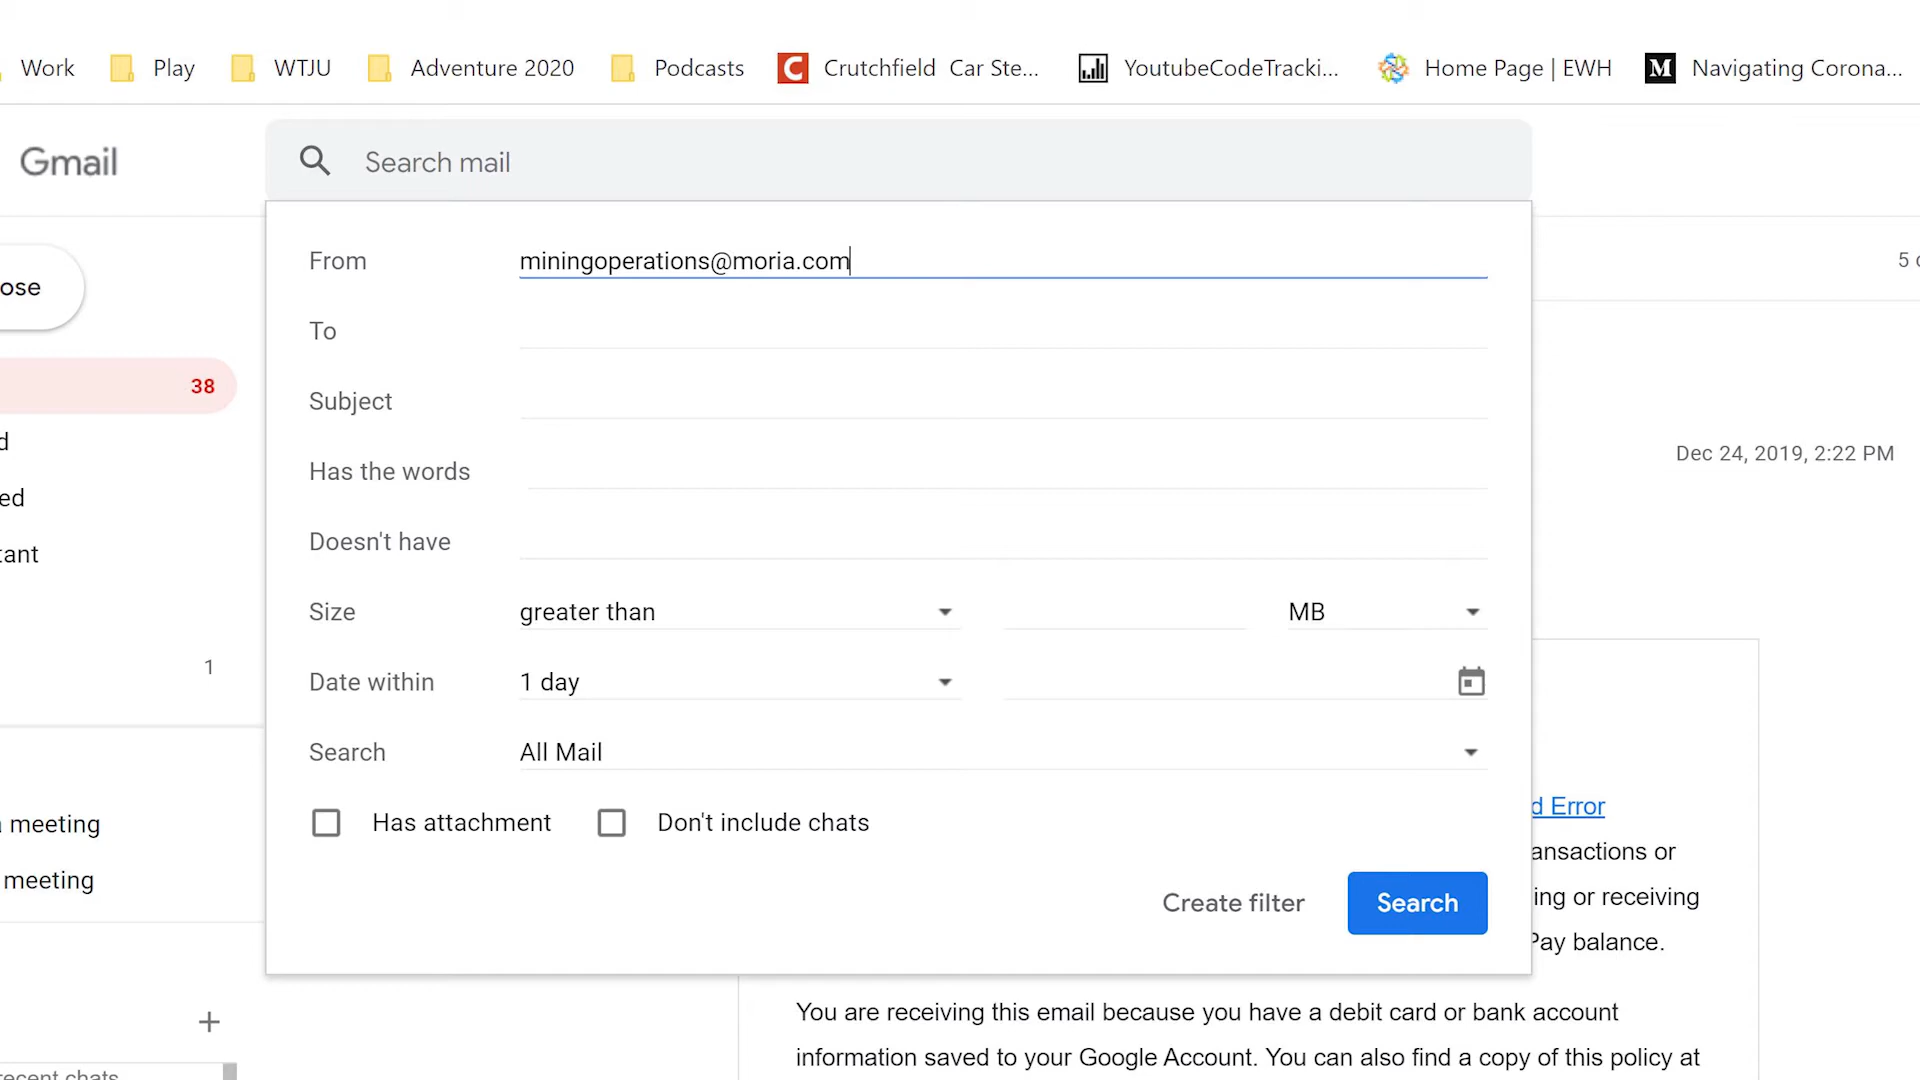 Work Play WTJU Adventure 2020 Podcasts Crutchfield Car Ste... YoutubeCodeTracki... Home Page | EWH M Navigating Corona...
Gmail Search mail
From miningoperations@moria.com
5 o
ose
To
38
Subject
d
Dec 24, 2019, 2:22 PM
Has the words
ed
Doesn't have
tant
Size greater than MB
1
Date within 1 day
Search All Mail
d Error
Has attachment Don't include chats
meeting
ansactions or
meeting
ing or receiving
Create filter Search
Pay balance.
You are receiving this email because you have a debit card or bank account
information saved to your Google Account. You can also find a copy of this policy at
recent chats